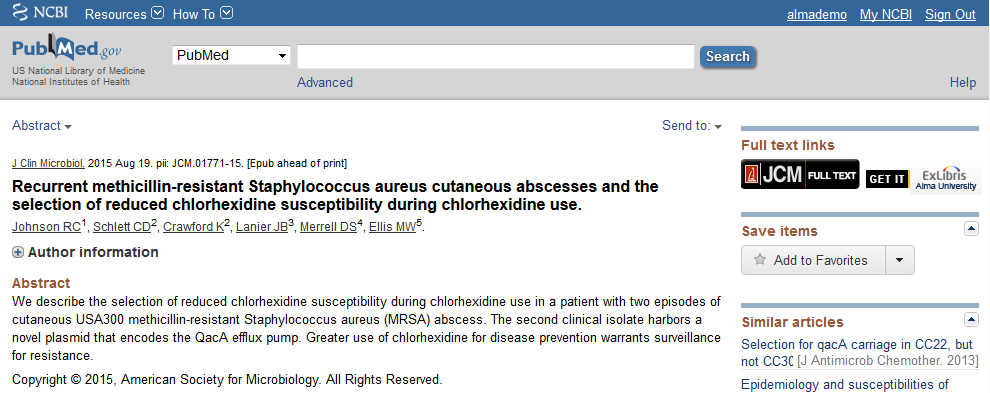 NCBI Resources How To almademo My NCBI Sign Out
PubMed.gov
US National Library of Medicine
National Institutes of Health
PubMed
Search
Advanced
Help
Abstract
Send to:
J Clin Microbiol. 2015 Aug 19. pii: JCM.01771-15. [Epub ahead of print]
Recurrent methicillin-resistant Staphylococcus aureus cutaneous abscesses and the
selection of reduced chlorhexidine susceptibility during chlorhexidine use.
Johnson RC1, Schlett CD2, Crawford K2, Lanier JB3, Merrell DS4, Ellis MW5.
Author information
Abstract
We describe the selection of reduced chlorhexidine susceptibility during chlorhexidine use in a patient with two episodes of
cutaneous USA300 methicillin-resistant Staphylococcus aureus (MRSA) abscess. The second clinical isolate harbors a
novel plasmid that encodes the QacA efflux pump. Greater use of chlorhexidine for disease prevention warrants surveillance
for resistance.
Copyright © 2015, American Society for Microbiology. All Rights Reserved.
Full text links
JCM FULL TEXT
GET IT
ExLibris
Alma University
Save items
Add to Favorites
Similar articles
Selection for qacA carriage in CC22, but
not CC30 [J Antimicrob Chemother. 2013]
Epidemiology and susceptibilities of